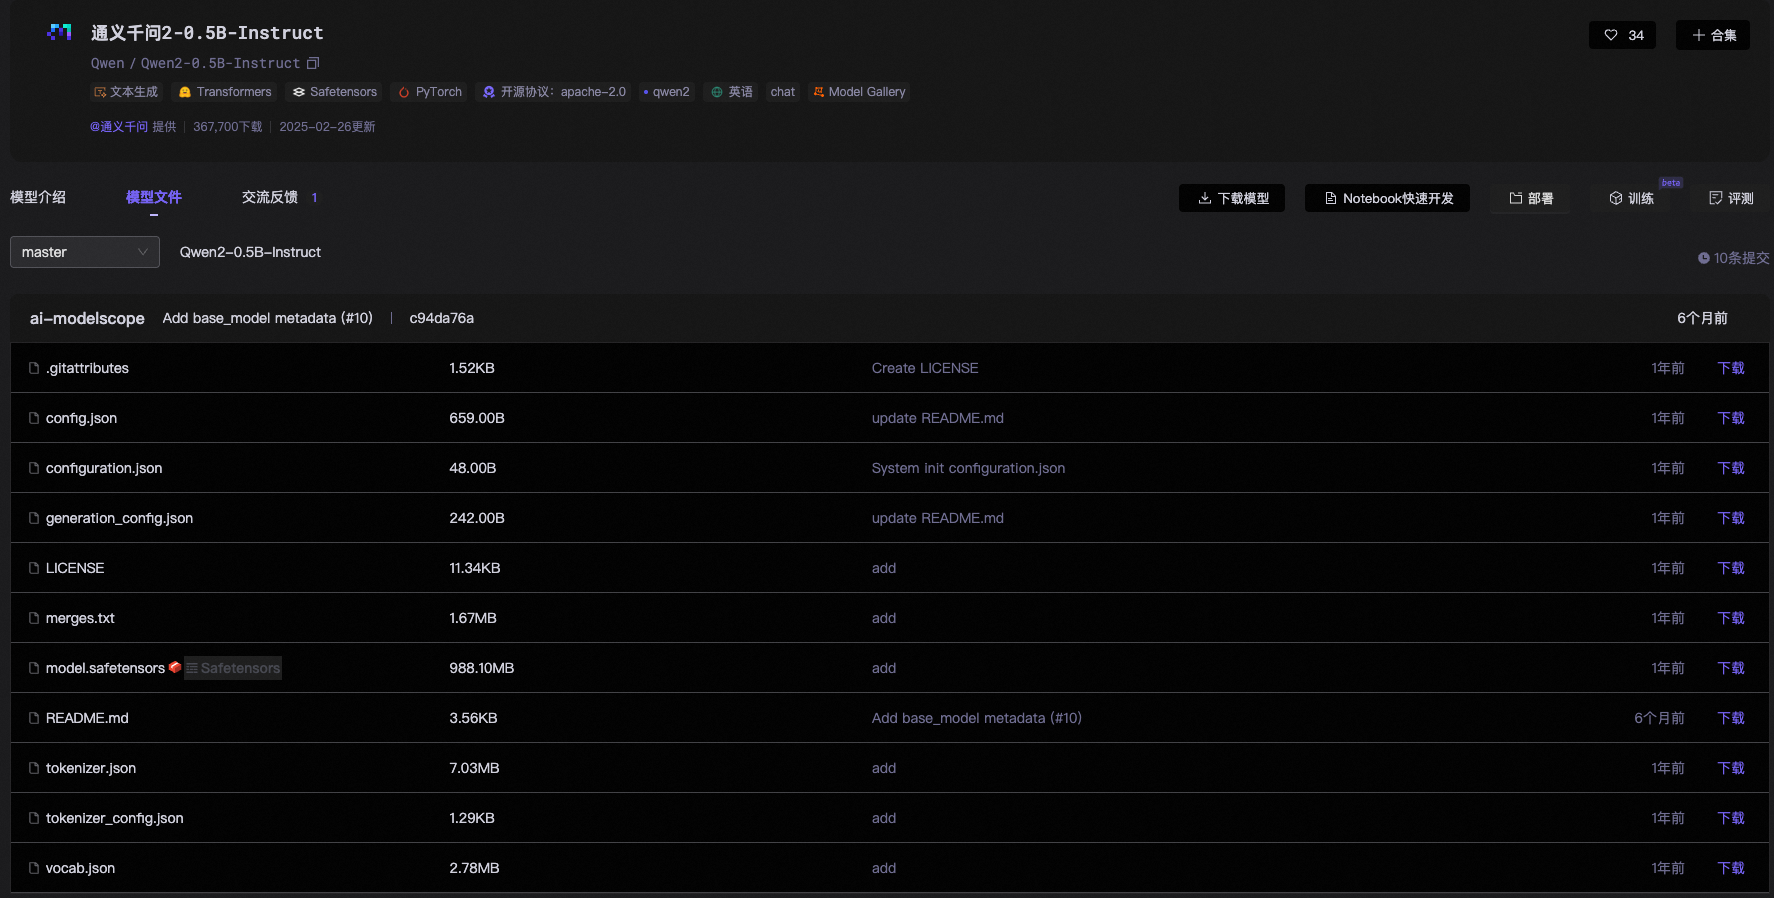 通义千问2-0.5B-Instruct
34
合集
Qwen / Qwen2-0.5B-Instruct
文本生成 Transformers Safetensors PyTorch 开源协议：apache-2.0 qwen2 英语 chat Model Gallery
@通义千问 提供 | 367,700下载 | 2025-02-26更新
模型介绍 模型文件 交流反馈 1
下载模型 Notebook快速开发 部署 训练 beta 评测
master Qwen2-0.5B-Instruct
10条提交
ai-modelscope Add base_model metadata (#10) | c94da76a 6个月前
.gitattributes 1.52KB Create LICENSE 1年前 下载
config.json 659.00B update README.md 1年前 下载
configuration.json 48.00B System init configuration.json 1年前 下载
generation_config.json 242.00B update README.md 1年前 下载
LICENSE 11.34KB add 1年前 下载
merges.txt 1.67MB add 1年前 下载
model.safetensors Safetensors 988.10MB add 1年前 下载
README.md 3.56KB Add base_model metadata (#10) 6个月前 下载
tokenizer.json 7.03MB add 1年前 下载
tokenizer_config.json 1.29KB add 1年前 下载
vocab.json 2.78MB add 1年前 下载